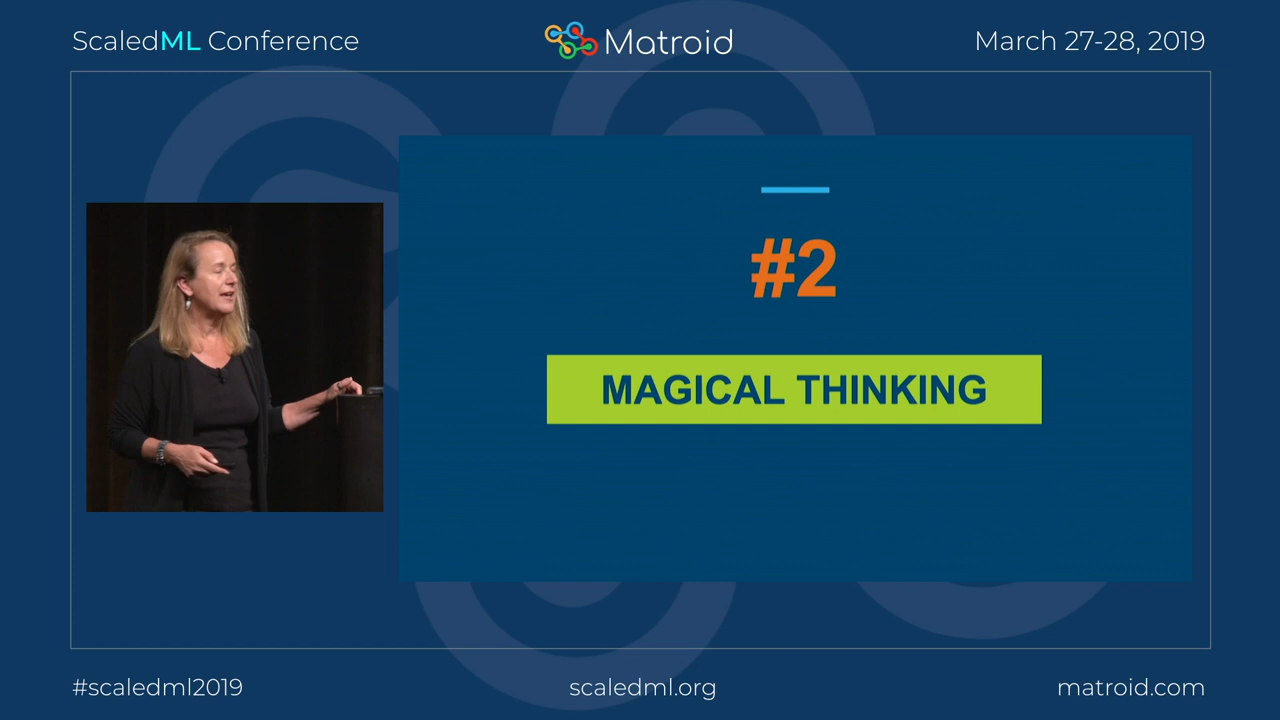 ScaledML Conference
Matroid
March 27-28, 2019
#2
MAGICAL THINKING
#scaledml2019
scaledml.org
matroid.com